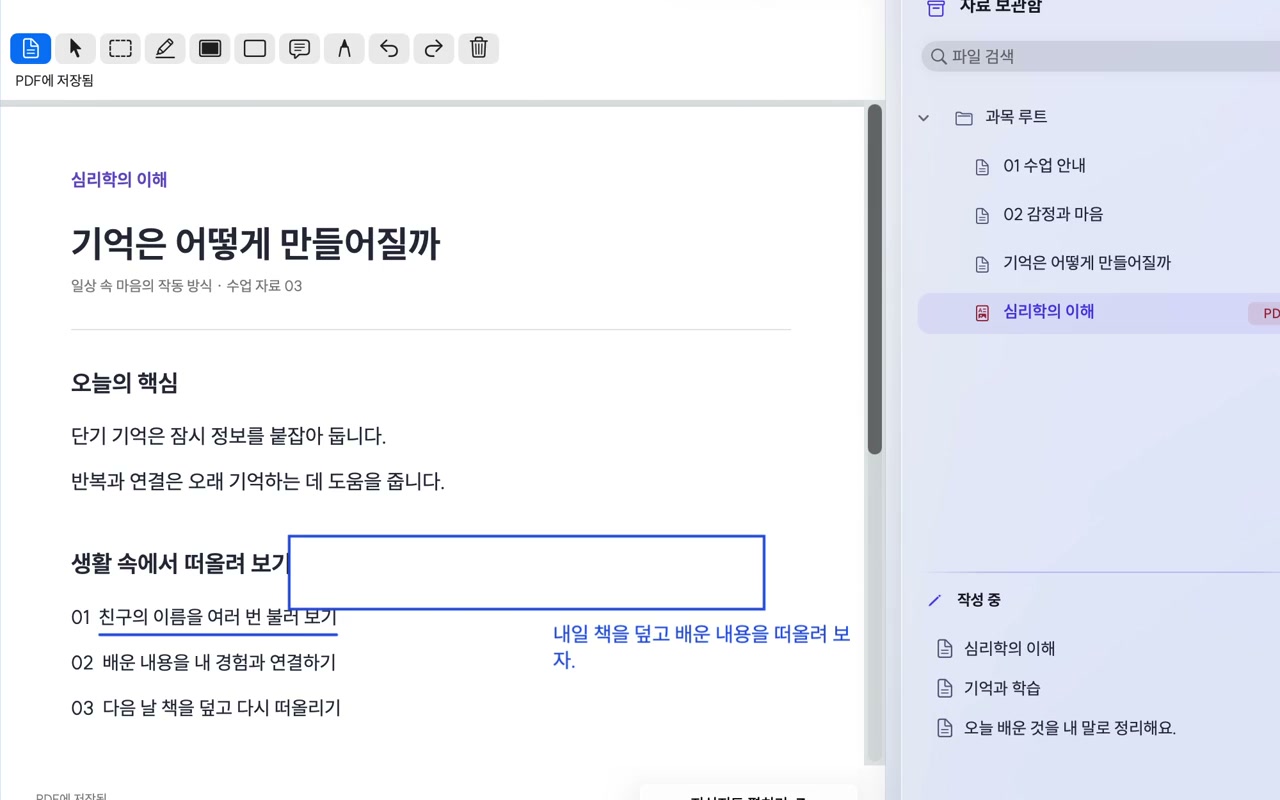 PDF에 저장됨
심리학의 이해
기억은 어떻게 만들어질까
일상 속 마음의 작동 방식 · 수업 자료 03
오늘의 핵심
단기 기억은 잠시 정보를 붙잡아 둡니다.
반복과 연결은 오래 기억하는 데 도움을 줍니다.
생활 속에서 떠올려 보기
01 친구의 이름을 여러 번 불러 보기
내일 책을 덮고 배운 내용을 떠올려 보
자.
02 배운 내용을 내 경험과 연결하기
03 다음 날 책을 덮고 다시 떠올리기
PDF에 저장됨
자료 보관함
파일 검색
과목 루트
01 수업 안내
02 감정과 마음
기억은 어떻게 만들어질까
심리학의 이해
PD
작성 중
심리학의 이해
기억과 학습
오늘 배운 것을 내 말로 정리해요.